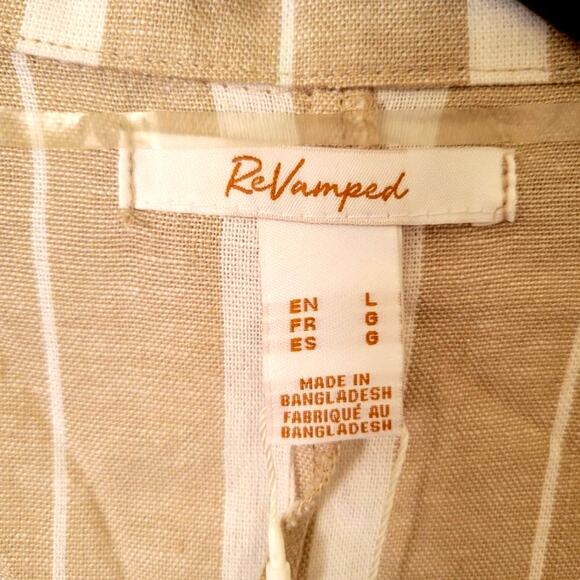 ReVamped
EN L
FR G
ES G
MADE IN
BANGLADESH
FABRIQUÉ AU
BANGLADESH